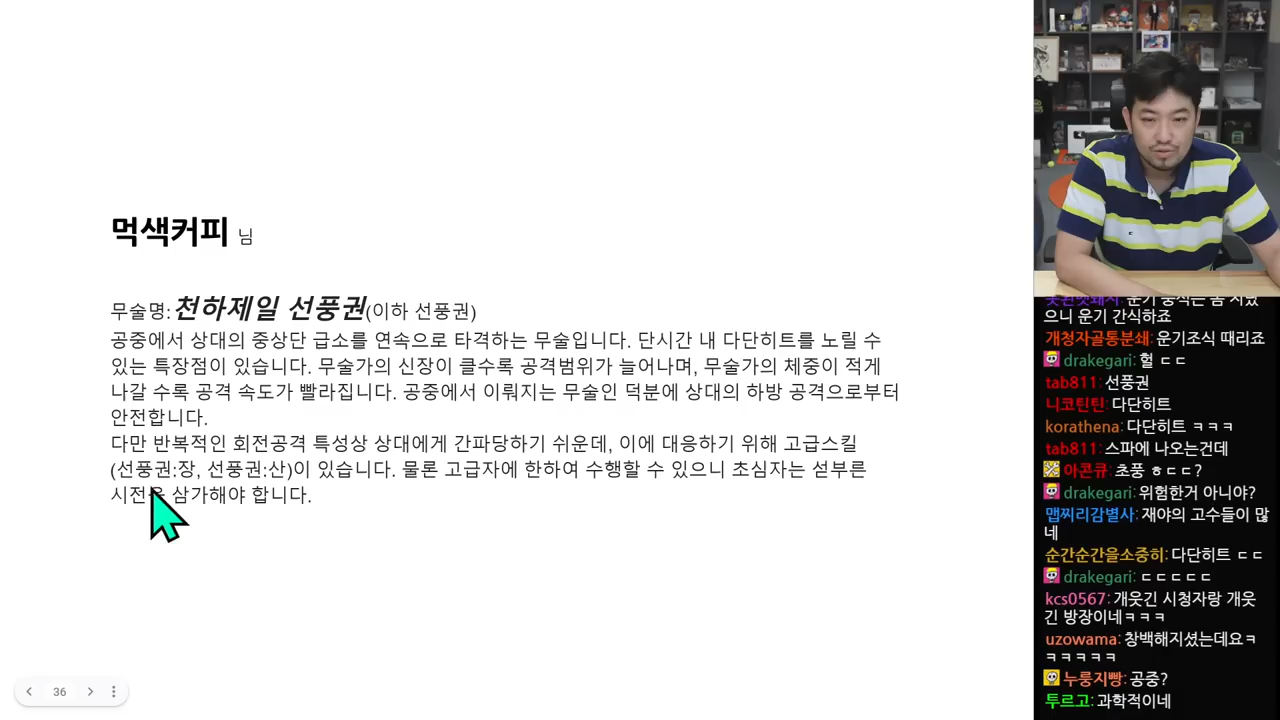 먹색커피 님
무술명: 천하제일 선풍권(이하 선풍권)
공중에서 상대의 중상단 급소를 연속으로 타격하는 무술입니다. 단시간 내 다단히트를 노릴 수
있는 특장점이 있습니다. 무술가의 신장이 클수록 공격범위가 늘어나며, 무술가의 체중이 적게
나갈 수록 공격 속도가 빨라집니다. 공중에서 이뤄지는 무술인 덕분에 상대의 하방 공격으로부터
안전합니다.
다만 반복적인 회전공격 특성상 상대에게 간파당하기 쉬운데, 이에 대응하기 위해 고급스킬
(선풍권:장, 선풍권:산)이 있습니다. 물론 고급자에 한하여 수행할 수 있으니 초심자는 섣부른
시전은 삼가해야 합니다.
36
으니 운기 간식하죠
개청자골통분쇄: 운기조식 때리죠
drakegari: 헐 ㄷㄷ
tab811: 선풍권
니코틴틴: 다단히트
korathena: 다단히트 ㅋㅋㅋ
tab811: 스파에 나오는건데
아콘큐: 초풍 ㅎㄷㄷ?
drakegari: 위험한거 아니야?
맵찌리감별사: 재야의 고수들이 많
네
순간순간을소중히: 다단히트 ㄷㄷ
drakegari: ㄷㄷㄷㄷㄷ
kcs0567: 개웃긴 시청자랑 개웃
긴 방장이네ㅋㅋㅋ
uzowama: 창백해지셨는데요ㅋ
ㅋㅋㅋㅋㅋ
누룽지빵: 공중?
투르고: 과학적이네